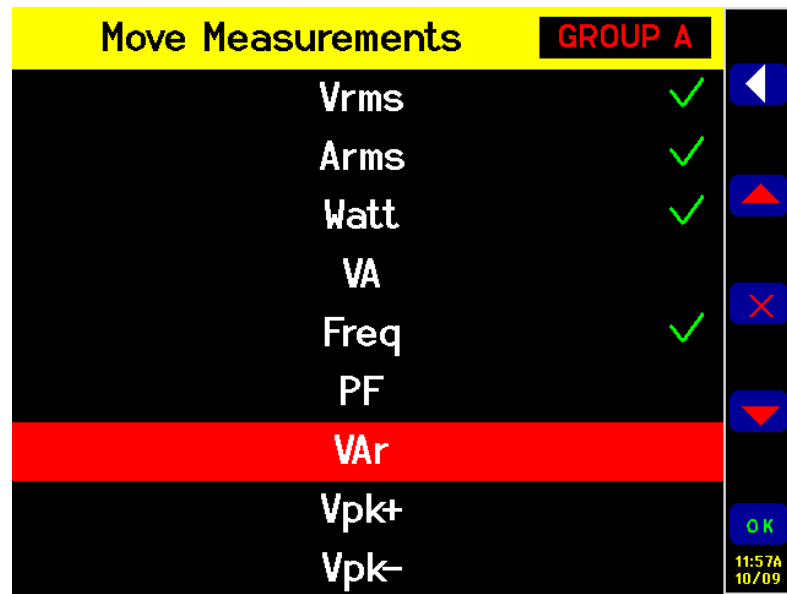 Move Measurements GROUP A
Vrms
Arms
Watt
VA
Freq
PF
VAr
Vpk+
Vpk-
OK
11:57A
10/09